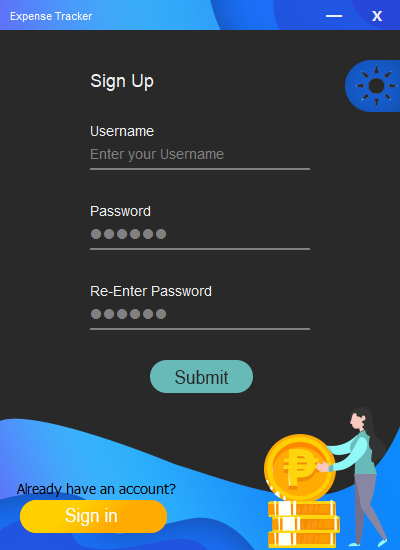 Expense Tracker
Sign Up
Username
Enter your Username
Password
●●●●●●
Re-Enter Password
●●●●●●
Submit
Already have an account?
Sign in
₱